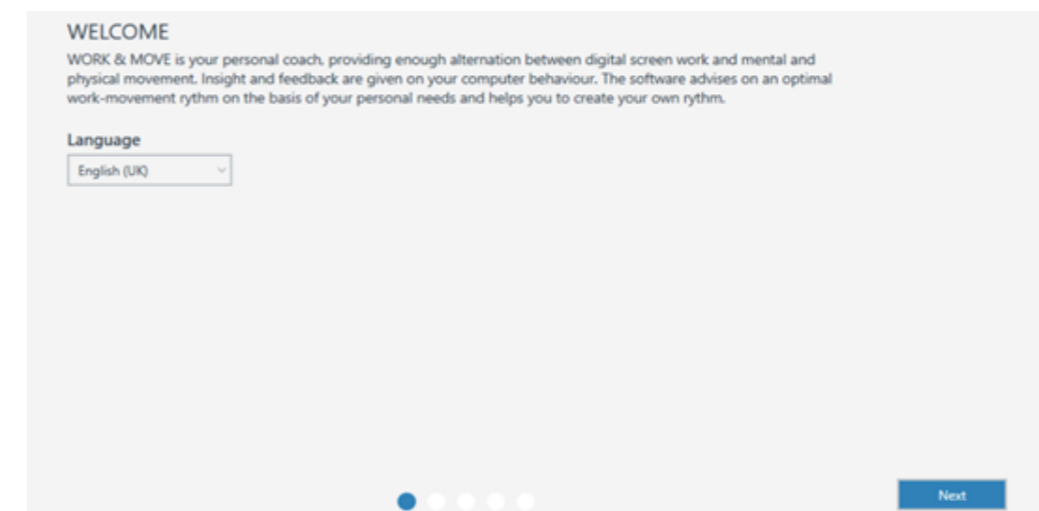 WELCOME
WORK & MOVE is your personal coach, providing enough alternation between digital screen work and mental and
physical movement. Insight and feedback are given on your computer behaviour. The software advises on an optimal
work-movement rythm on the basis of your personal needs and helps you to create your own rythm.
Language
English (UK)
Next